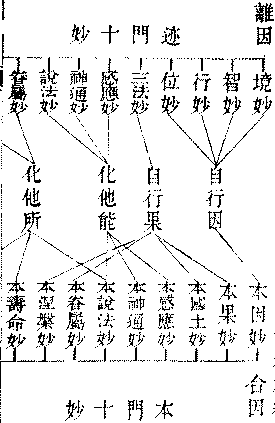 離因
迹門十妙
境妙
智妙
行妙
位妙
三法妙
感應妙
神通妙
說法妙
眷屬妙
自行因
自行果
化他能
化他所
本因妙
本果妙
本國土妙
本感應妙
本神通妙
本說法妙
本眷屬妙
本涅槃妙
本壽命妙
合因
本門十妙